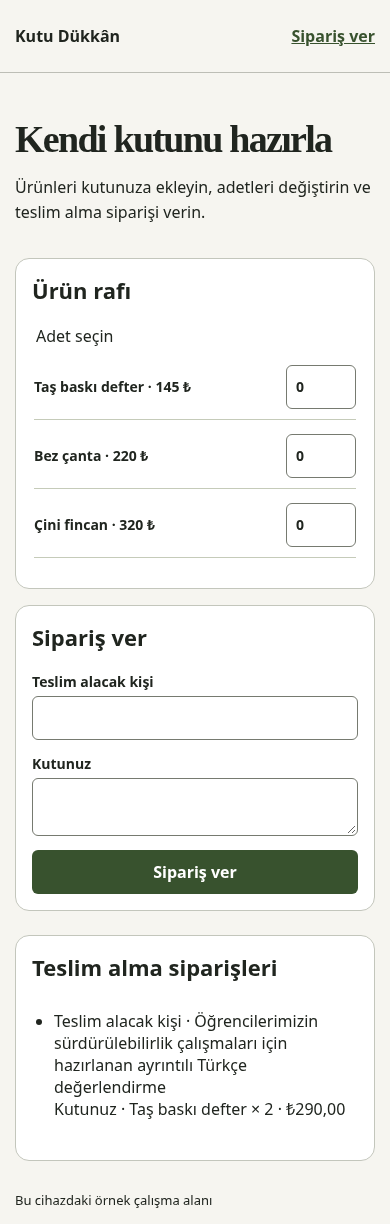 Kutu Dükkân
Sipariş ver
Kendi kutunu hazırla
Ürünleri kutunuza ekleyin, adetleri değiştirin ve
teslim alma siparişi verin.
Ürün rafı
Adet seçin
Taş baskı defter · 145 ₺
0
Bez çanta · 220 ₺
0
Çini fincan · 320 ₺
0
Sipariş ver
Teslim alacak kişi
Kutunuz
Sipariş ver
Teslim alma siparişleri
• Teslim alacak kişi · Öğrencilerimizin
sürdürülebilirlik çalışmaları için
hazırlanan ayrıntılı Türkçe
değerlendirme
Kutunuz · Taş baskı defter × 2 · ₺290,00
Bu cihazdaki örnek çalışma alanı